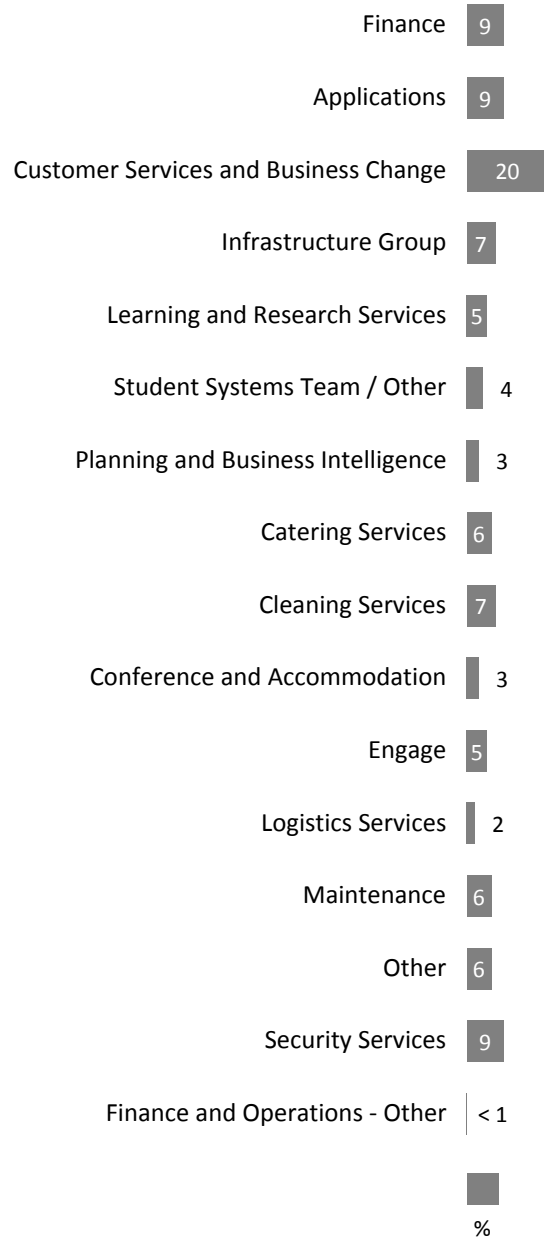 Finance 9
Applications 9
Customer Services and Business Change 20
Infrastructure Group 7
Learning and Research Services 5
Student Systems Team / Other 4
Planning and Business Intelligence 3
Catering Services 6
Cleaning Services 7
Conference and Accommodation 3
Engage 5
Logistics Services 2
Maintenance 6
Other 6
Security Services 9
Finance and Operations - Other < 1
%